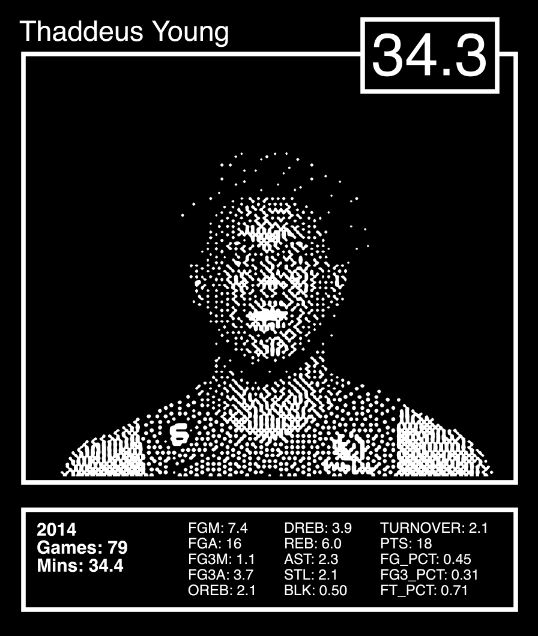 Thaddeus Young
34.3
6
2014
Games: 79
Mins: 34.4
FGM: 7.4
FGA: 16
FG3M: 1.1
FG3A: 3.7
OREB: 2.1
DREB: 3.9
REB: 6.0
AST: 2.3
STL: 2.1
BLK: 0.50
TURNOVER: 2.1
PTS: 18
FG_PCT: 0.45
FG3_PCT: 0.31
FT_PCT: 0.71